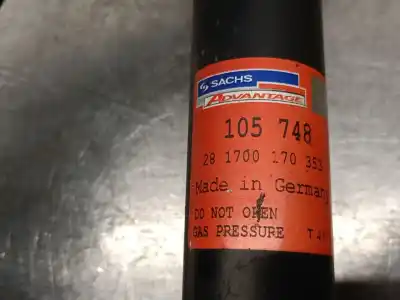 SACHS
ADVANTAGE
105 748
28 1700 170 353
Made in Germany
DO NOT OPEN
GAS PRESSURE